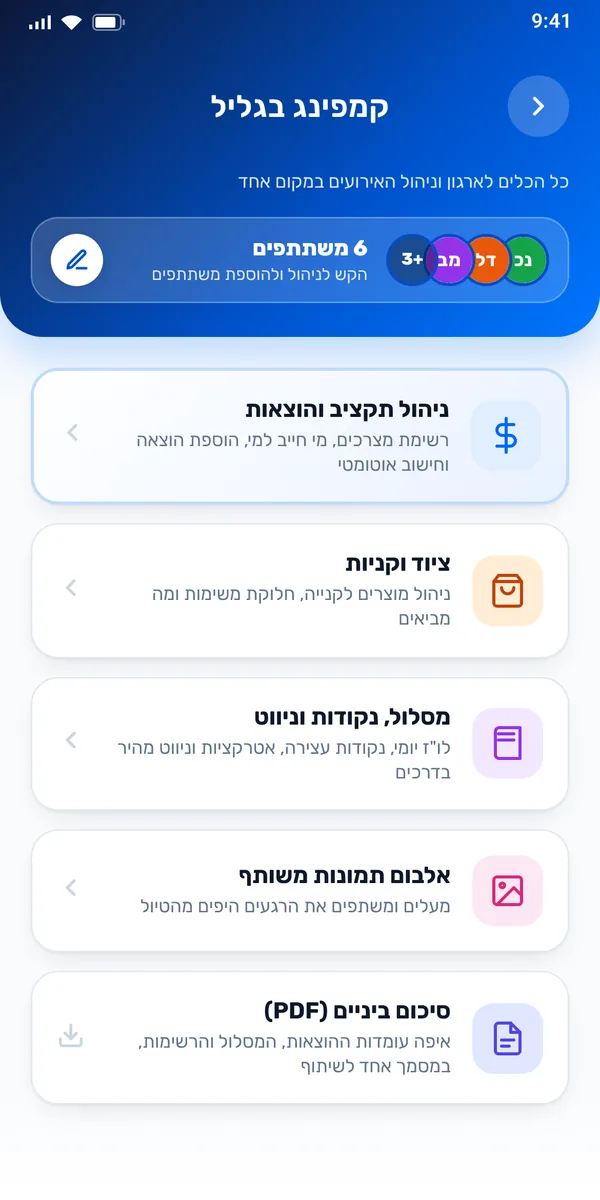 9:41
קמפינג בגליל
כל הכלים לארגון וניהול האירועים במקום אחד
נכ
דל
מב
+3
6 משתתפים
הקש לניהול ולהוספת משתתפים
ניהול תקציב והוצאות
רשימת מצרכים, מי חייב למי, הוספת הוצאה
וחישוב אוטומטי
ציוד וקניות
ניהול מוצרים לקנייה, חלוקת משימות ומה
מביאים
מסלול, נקודות וניווט
לו"ז יומי, נקודות עצירה, אטרקציות וניווט מהיר
בדרכים
אלבום תמונות משותף
מעלים ומשתפים את הרגעים היפים מהטיול
סיכום ביניים (PDF)
איפה עומדות ההוצאות, המסלול והרשימות,
במסמך אחד לשיתוף